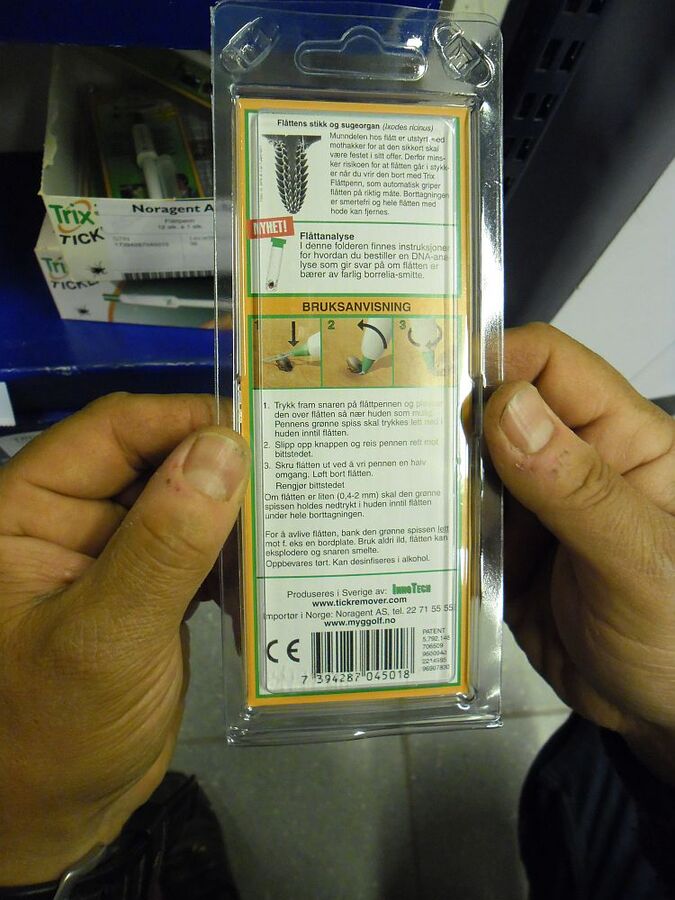 Flåttens stikk og sugeorgan (Ixodes ricinus)
Munndelen hos flått er utstyrt med
mothakker for at den sikkert skal
være festet i sitt offer. Derfor mins-
ker risikoen for at flåtten går i stykk-
er når du vrir den bort med Trix
Flåttpenn, som automatisk griper
flåtten på riktig måte. Borttagningen
er smertefri og hele flåtten med
hode kan fjernes.
NYHET!
Flåttanalyse
I denne folderen finnes instruksjoner
for hvordan du bestiller en DNA-ana-
lyse som gir svar på om flåtten er
bærer av farlig borrelia-smitte.
BRUKSANVISNING
1 2 3
1. Trykk fram snaren på flåttpennen og
den over flåtten så nær huden som mulig.
Pennens grønne spiss skal trykkes lett ned i
huden inntil flåtten.
2. Slipp opp knappen og reis pennen rett mot
bittstedet.
3. Skru flåtten ut ved å vri pennen en halv
omgang. Løft bort flåtten.
Rengjør bittstedet
Om flåtten er liten (0,4-2 mm) skal den grønne
spissen holdes nedtrykt i huden inntil flåtten
under hele borttagningen.
For å avlive flåtten, bank den grønne spissen lett
mot f. eks en bordplate. Bruk aldri ild, flåtten kan
eksplodere og snaren smelte.
Oppbevares tørt. Kan desinfiseres i alkohol.
Produseres i Sverige av: InnoTech
www.tickremover.com
Importør i Norge: Noragent AS, tel. 22 71 55 55
www.myggolf.no
CE
PATENT
5,792,148
706509
7 394287 045018
Trix
TICK
Noragent A
Flåttpenn
12 stk. a 1 stk.
Tri
TICK